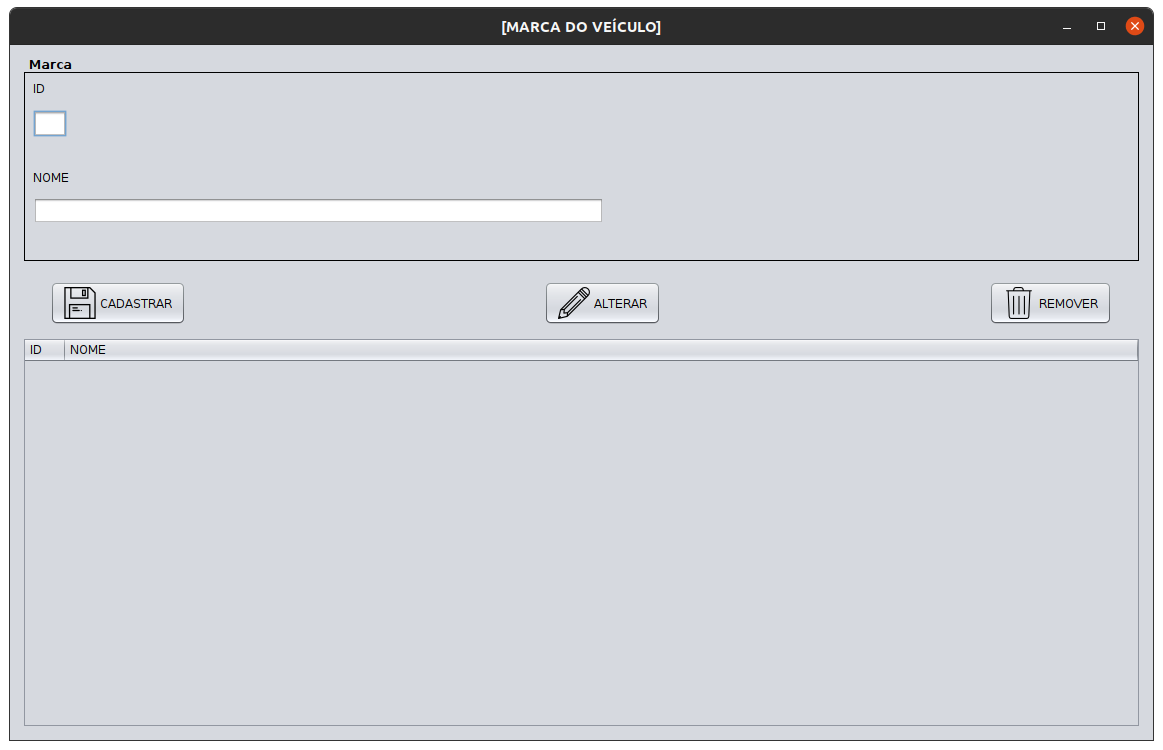 [MARCA DO VEÍCULO]
Marca
ID
NOME
CADASTRAR
ALTERAR
REMOVER
ID NOME